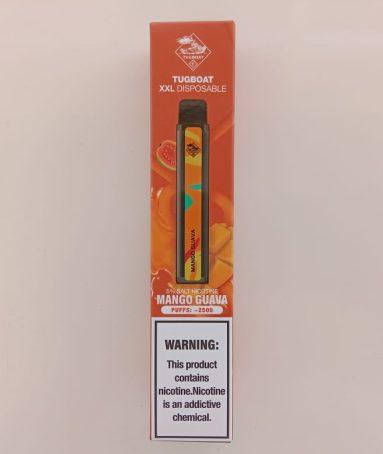 TUGBOAT
TUGBOAT
XXL DISPOSABLE
MANGO GUAVA
5% SALT NICOTINE
MANGO GUAVA
PUFFS: ~2500
WARNING:
This product
contains
nicotine.Nicotine
is an addictive
chemical.